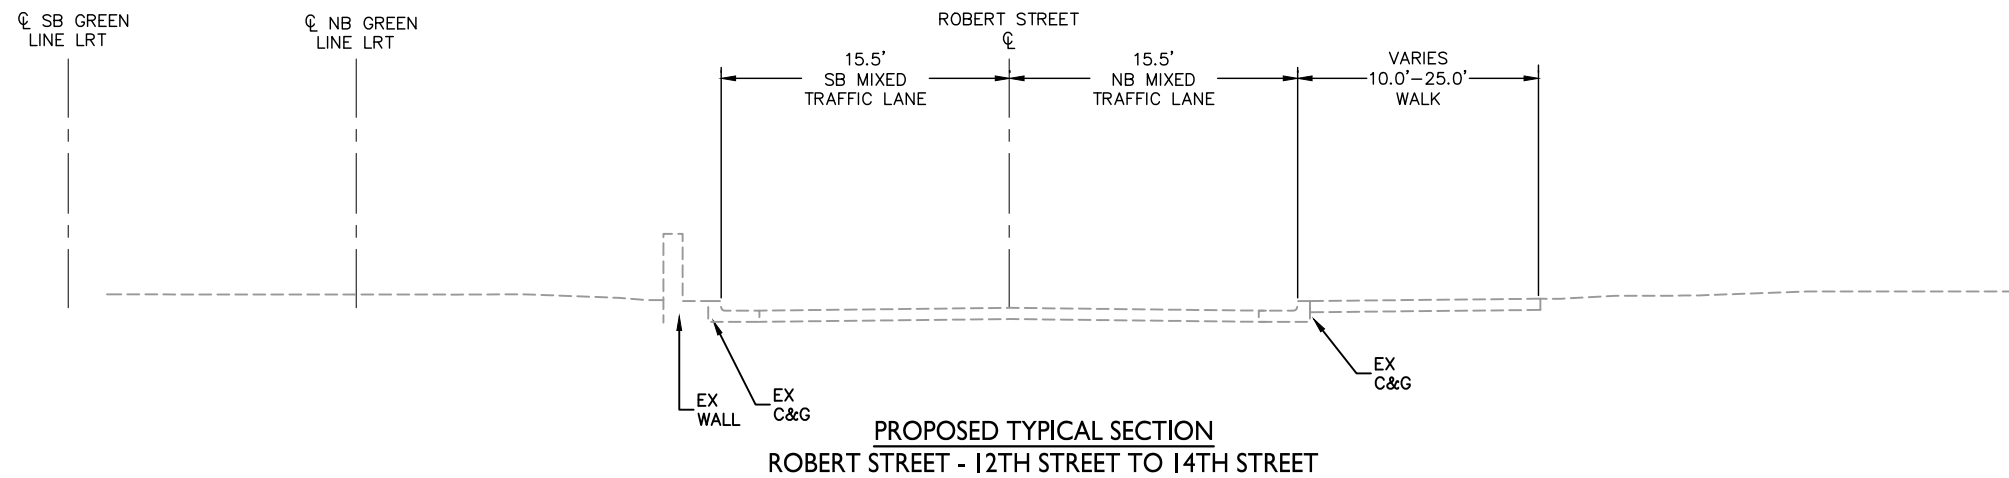 ℄ SB GREEN
LINE LRT
℄ NB GREEN
LINE LRT
ROBERT STREET
℄
15.5'
SB MIXED
TRAFFIC LANE
15.5'
NB MIXED
TRAFFIC LANE
VARIES
10.0'-25.0'
WALK
EX
WALL
EX
C&G
EX
C&G
PROPOSED TYPICAL SECTION
ROBERT STREET - 12TH STREET TO 14TH STREET